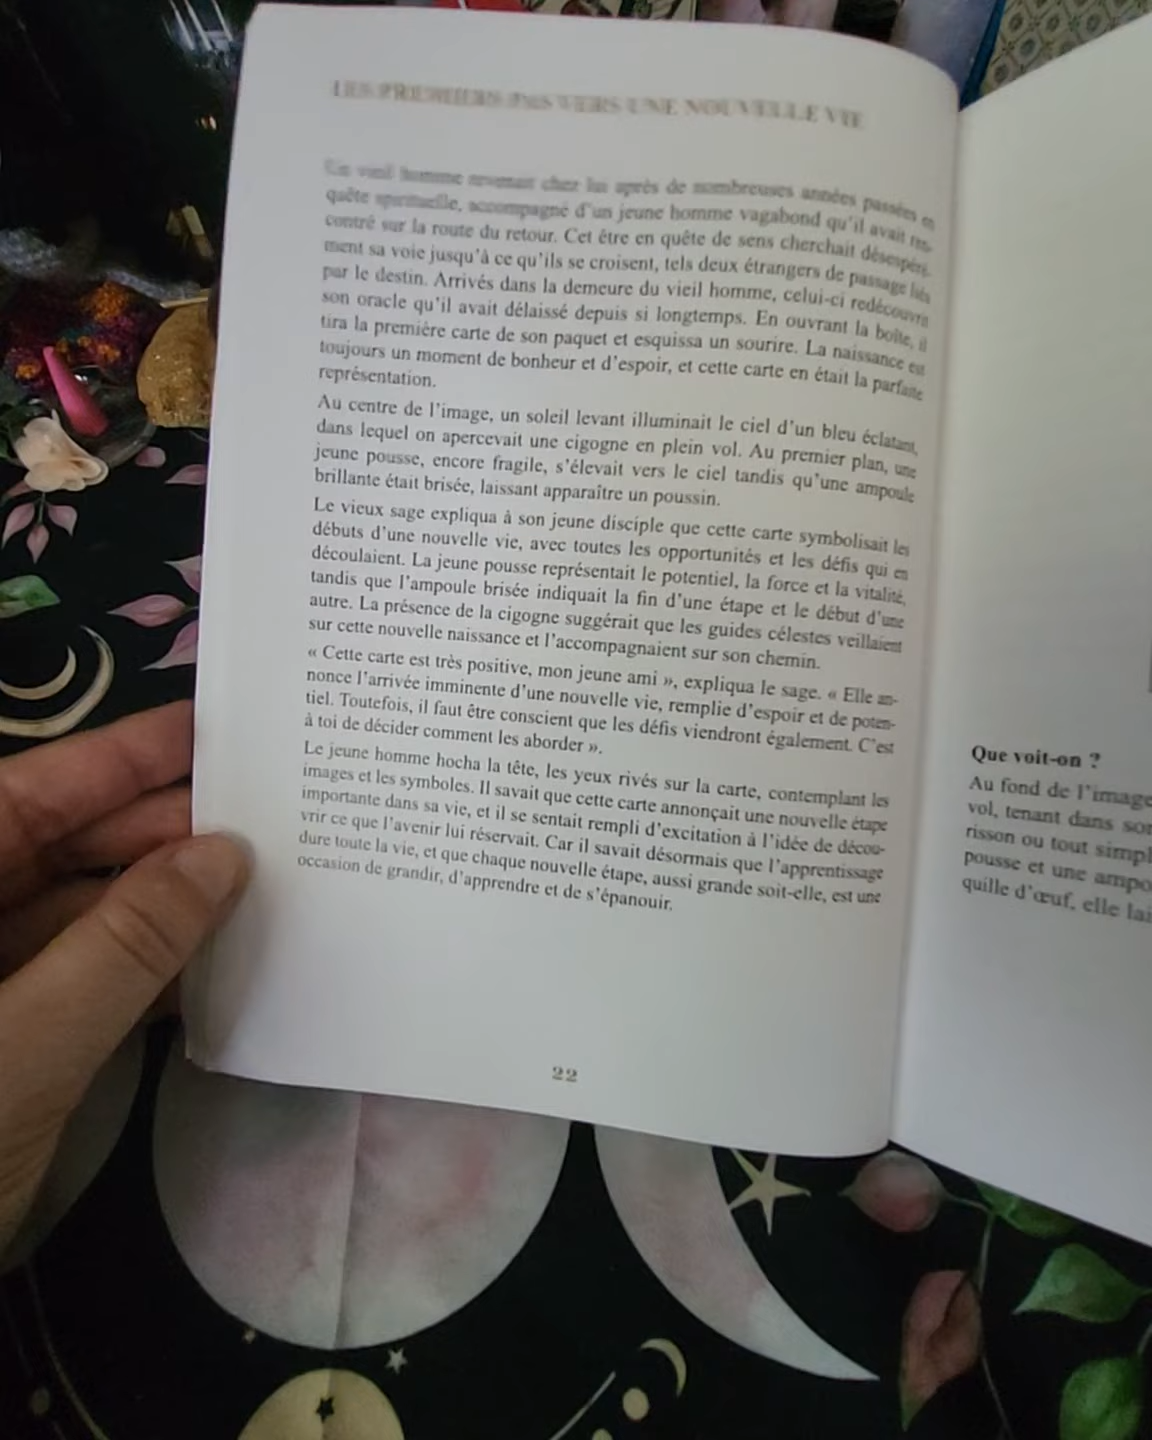 LES PREMIERS PAS VERS UNE NOUVELLE VIE
Un vieil homme revenait chez lui après de nombreuses années passées en
quête spirituelle, accompagné d'un jeune homme vagabond qu'il avait ren-
contré sur la route du retour. Cet être en quête de sens cherchait désespéré-
ment sa voie jusqu'à ce qu'ils se croisent, tels deux étrangers de passage liés
par le destin. Arrivés dans la demeure du vieil homme, celui-ci redécouvrit
son oracle qu'il avait délaissé depuis si longtemps. En ouvrant la boîte, il
tira la première carte de son paquet et esquissa un sourire. La naissance est
toujours un moment de bonheur et d'espoir, et cette carte en était la parfaite
représentation.
Au centre de l'image, un soleil levant illuminait le ciel d'un bleu éclatant,
dans lequel on apercevait une cigogne en plein vol. Au premier plan, une
jeune pousse, encore fragile, s'élevait vers le ciel tandis qu'une ampoule
brillante était brisée, laissant apparaître un poussin.
Le vieux sage expliqua à son jeune disciple que cette carte symbolisait les
débuts d'une nouvelle vie, avec toutes les opportunités et les défis qui en
découlaient. La jeune pousse représentait le potentiel, la force et la vitalité,
tandis que l'ampoule brisée indiquait la fin d'une étape et le début d'une
autre. La présence de la cigogne suggérait que les guides célestes veillaient
sur cette nouvelle naissance et l'accompagnaient sur son chemin.
« Cette carte est très positive, mon jeune ami », expliqua le sage. « Elle an-
nonce l'arrivée imminente d'une nouvelle vie, remplie d'espoir et de poten-
tiel. Toutefois, il faut être conscient que les défis viendront également. C'est
à toi de décider comment les aborder ».
Le jeune homme hocha la tête, les yeux rivés sur la carte, contemplant les
images et les symboles. Il savait que cette carte annonçait une nouvelle étape
importante dans sa vie, et il se sentait rempli d'excitation à l'idée de décou-
vrir ce que l'avenir lui réservait. Car il savait désormais que l'apprentissage
dure toute la vie, et que chaque nouvelle étape, aussi grande soit-elle, est une
occasion de grandir, d'apprendre et de s'épanouir.
22
Que voit-on ?
Au fond de l'image
vol, tenant dans son
risson ou tout simpl
pousse et une ampo
quille d'œuf, elle lai